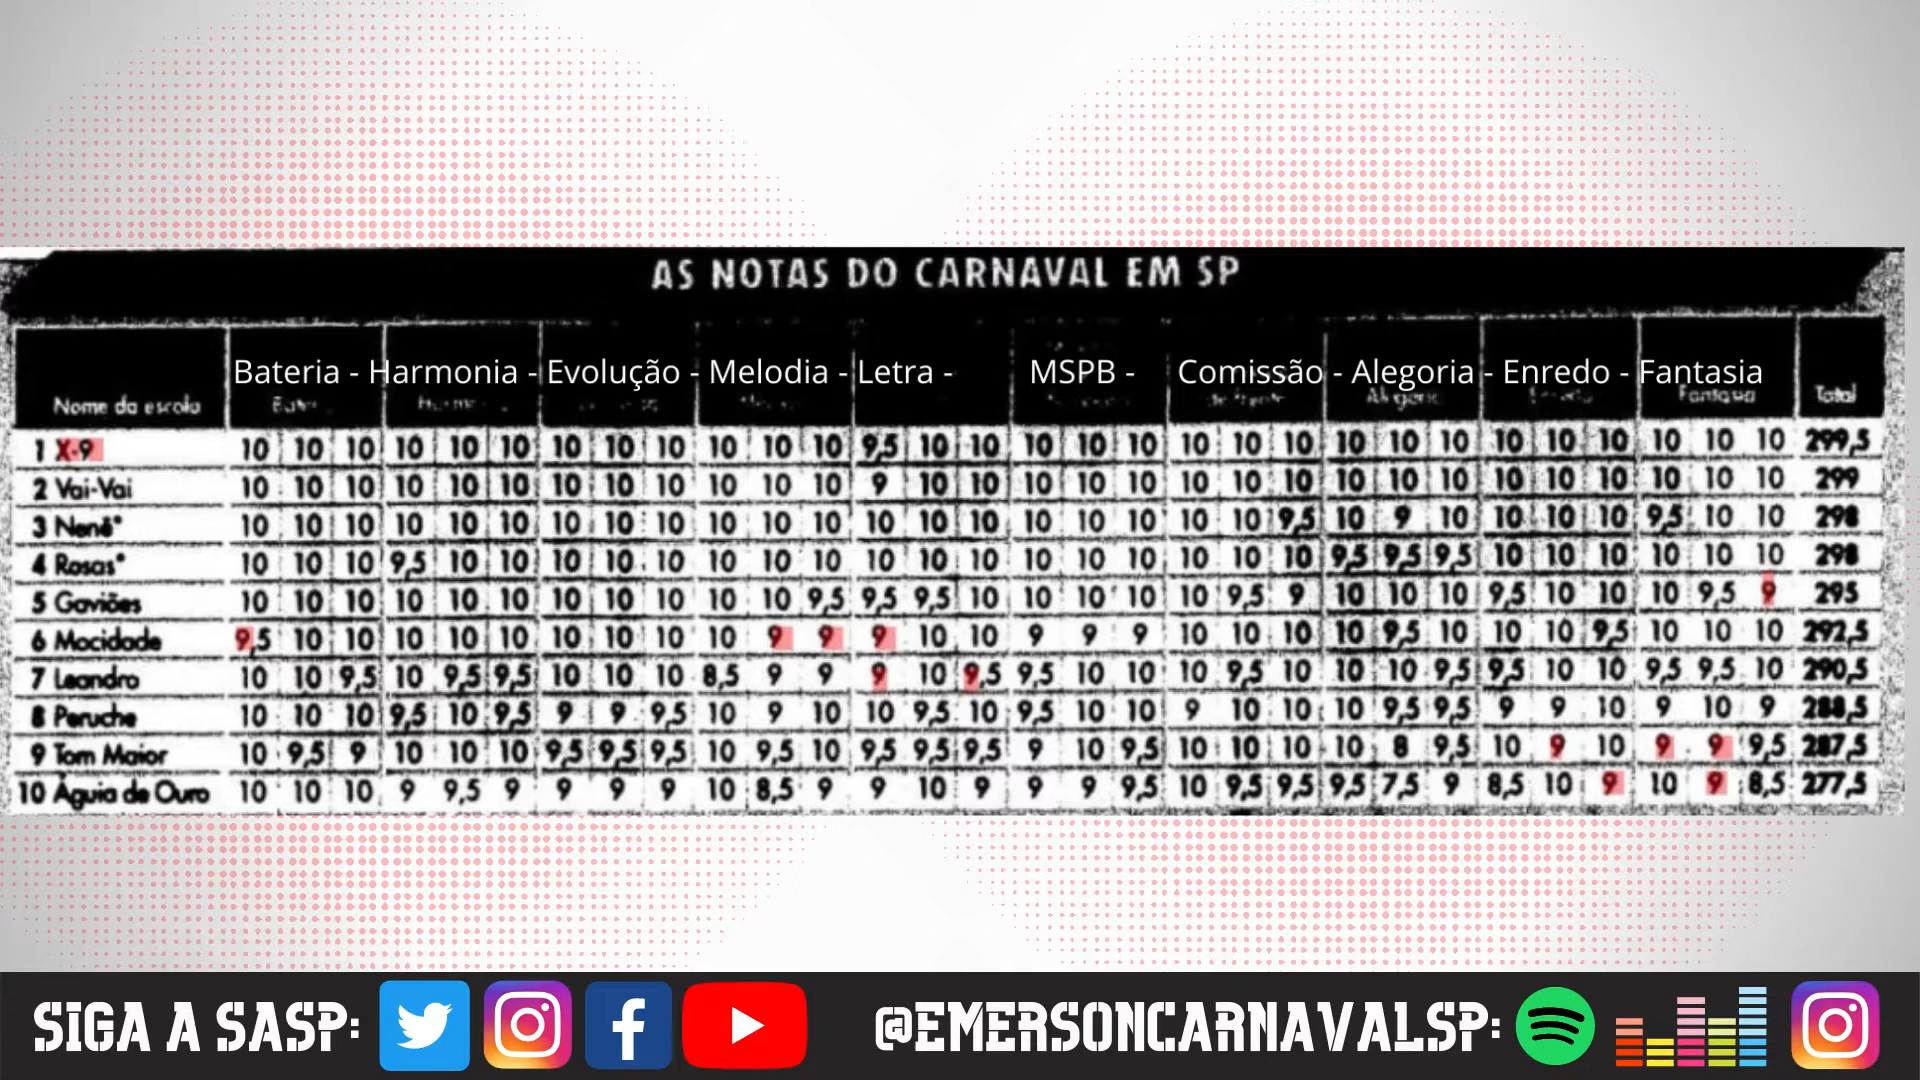 AS NOTAS DO CARNAVAL EM SP
Bateria - Harmonia - Evolução - Melodia - Letra - MSPB - Comissão - Alegoria - Enredo - Fantasia
Nome da escola Fantasia Total
1 X-9 10 10 10 10 10 10 10 10 10 10 10 10 9,5 10 10 10 10 10 10 10 10 10 10 10 10 10 10 10 10 10 299,5
2 Vai-Vai 10 10 10 10 10 10 10 10 10 10 10 10 9 10 10 10 10 10 10 10 10 10 10 10 10 10 10 10 10 10 299
3 Nenê* 10 10 10 10 10 10 10 10 10 10 10 10 10 10 10 10 10 10 10 10 9,5 10 9 10 10 10 10 9,5 10 10 298
4 Rosas* 10 10 10 9,5 10 10 10 10 10 10 10 10 10 10 10 10 10 10 10 10 10 9,5 9,5 9,5 10 10 10 10 10 10 298
5 Gaviões 10 10 10 10 10 10 10 10 10 10 10 9,5 9,5 9,5 10 10 10 10 10 9,5 9 10 10 10 9,5 10 10 10 9,5 9 295
6 Mocidade 9,5 10 10 10 10 10 10 10 10 10 9 9 9 10 10 9 9 9 10 10 10 10 9,5 10 10 10 9,5 10 10 10 292,5
7 Leandro 10 10 9,5 10 9,5 9,5 10 10 10 8,5 9 9 9 10 9,5 9,5 10 10 10 9,5 10 10 10 9,5 9,5 10 10 9,5 9,5 10 290,5
8 Peruche 10 10 10 9,5 10 9,5 9 9 9,5 10 9 10 10 9,5 10 9,5 10 10 9 10 10 10 9,5 9,5 9 9 10 9 10 9 288,5
9 Tom Maior 10 9,5 9 10 10 10 9,5 9,5 9,5 10 9,5 10 9,5 9,5 9,5 9 10 9,5 10 10 10 10 8 9,5 10 9 10 9 9 9,5 287,5
10 Águia de Ouro 10 10 10 9 9,5 9 9 9 9 10 8,5 9 9 10 9 9 9 9,5 10 9,5 9,5 9,5 7,5 9 8,5 10 9 10 9 8,5 277,5
SIGA A SASP: @EMERSONCARNAVALSP: